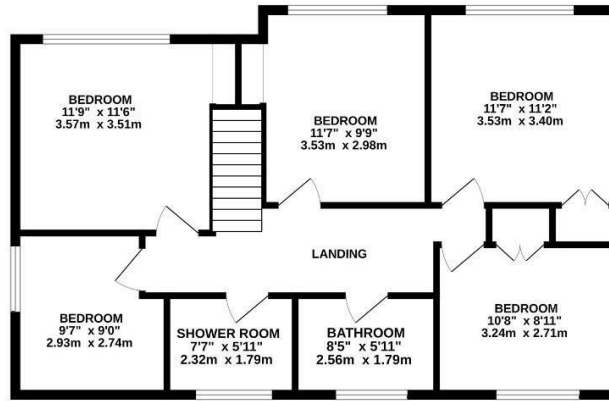 BEDROOM
11'9" x 11'6"
3.57m x 3.51m
BEDROOM
11'7" x 9'9"
3.53m x 2.98m
BEDROOM
11'7" x 11'2"
3.53m x 3.40m
LANDING
BEDROOM
9'7" x 9'0"
2.93m x 2.74m
SHOWER ROOM
7'7" x 5'11"
2.32m x 1.79m
BATHROOM
8'5" x 5'11"
2.56m x 1.79m
BEDROOM
10'8" x 8'11"
3.24m x 2.71m